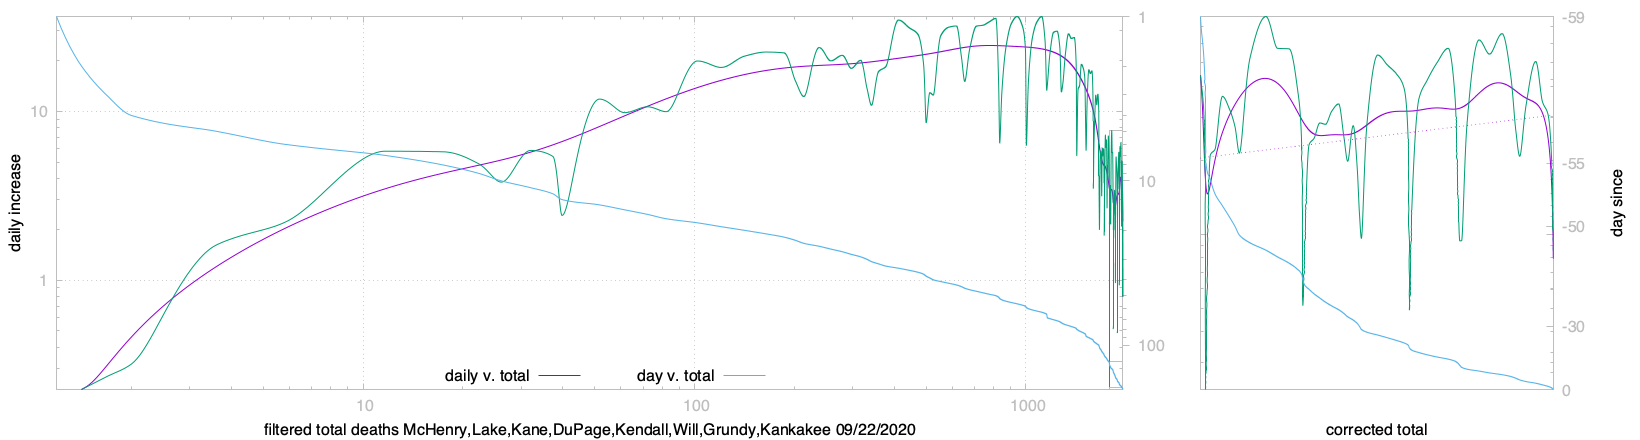 1
-59
10
daily increase
-55
10
-50
day since
1
-30
100
daily v. total
day v. total
0
10
100
1000
filtered total deaths McHenry,Lake,Kane,DuPage,Kendall,Will,Grundy,Kankakee 09/22/2020
corrected total